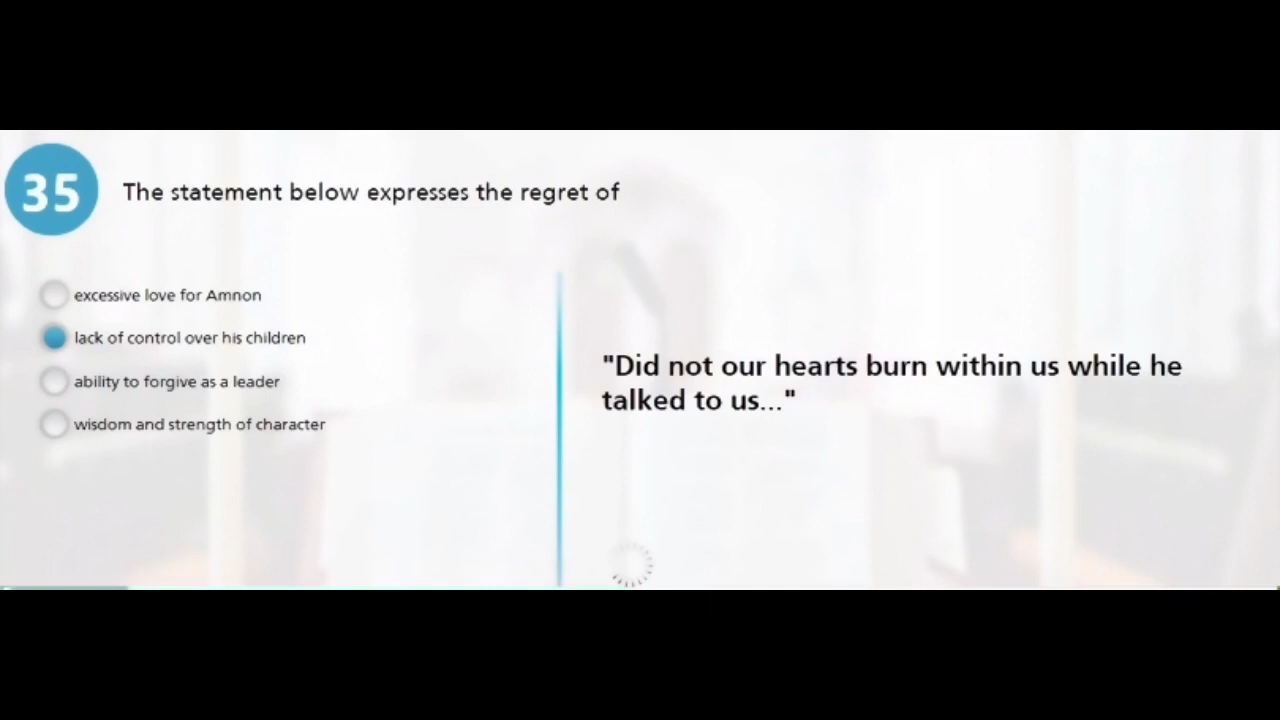 35
The statement below expresses the regret of
excessive love for Amnon
lack of control over his children
ability to forgive as a leader
wisdom and strength of character
"Did not our hearts burn within us while he
talked to us..."